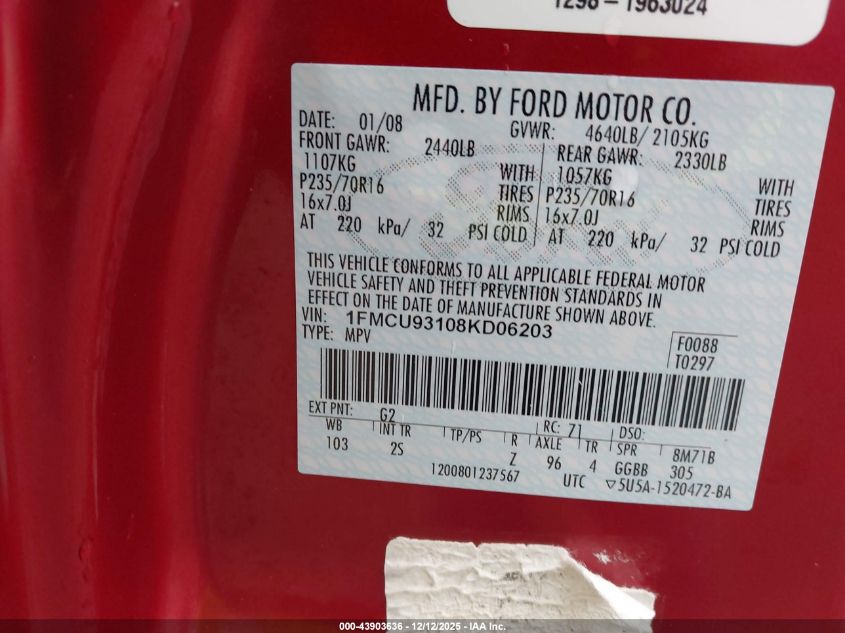 1298-1963024
MFD. BY FORD MOTOR CO.
DATE: 01/08 GVWR: 4640LB/ 2105KG
FRONT GAWR: 2440LB REAR GAWR: 2330LB
1107KG WITH 1057KG WITH
P235/70R16 TIRES P235/70R16 TIRES
16x7.0J RIMS 16x7.0J RIMS
AT 220 kPa/ 32 PSI COLD AT 220 kPa/ 32 PSI COLD
THIS VEHICLE CONFORMS TO ALL APPLICABLE FEDERAL MOTOR
VEHICLE SAFETY AND THEFT PREVENTION STANDARDS IN
EFFECT ON THE DATE OF MANUFACTURE SHOWN ABOVE.
VIN: 1FMCU93108KD06203
TYPE: MPV
F0088
T0297
EXT PNT: G2 RC: 71 DSO:
WB INT TR TP/PS R AXLE TR SPR 8M71B
103 2S Z 96 4 GGBB 305
1200801237567 UTC ▽5U5A-1520472-BA
000-43903636 - 12/12/2025 - IAA Inc.